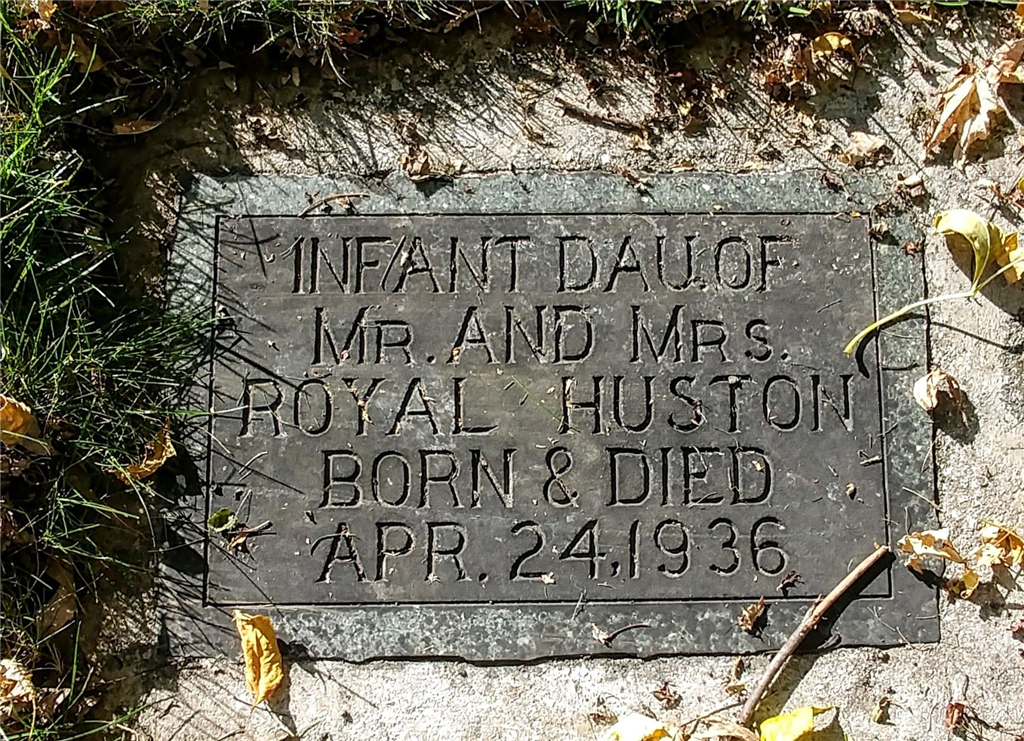 INFANT DAU. OF
MR. AND MRS.
ROYAL HUSTON
BORN & DIED
APR. 24, 1936